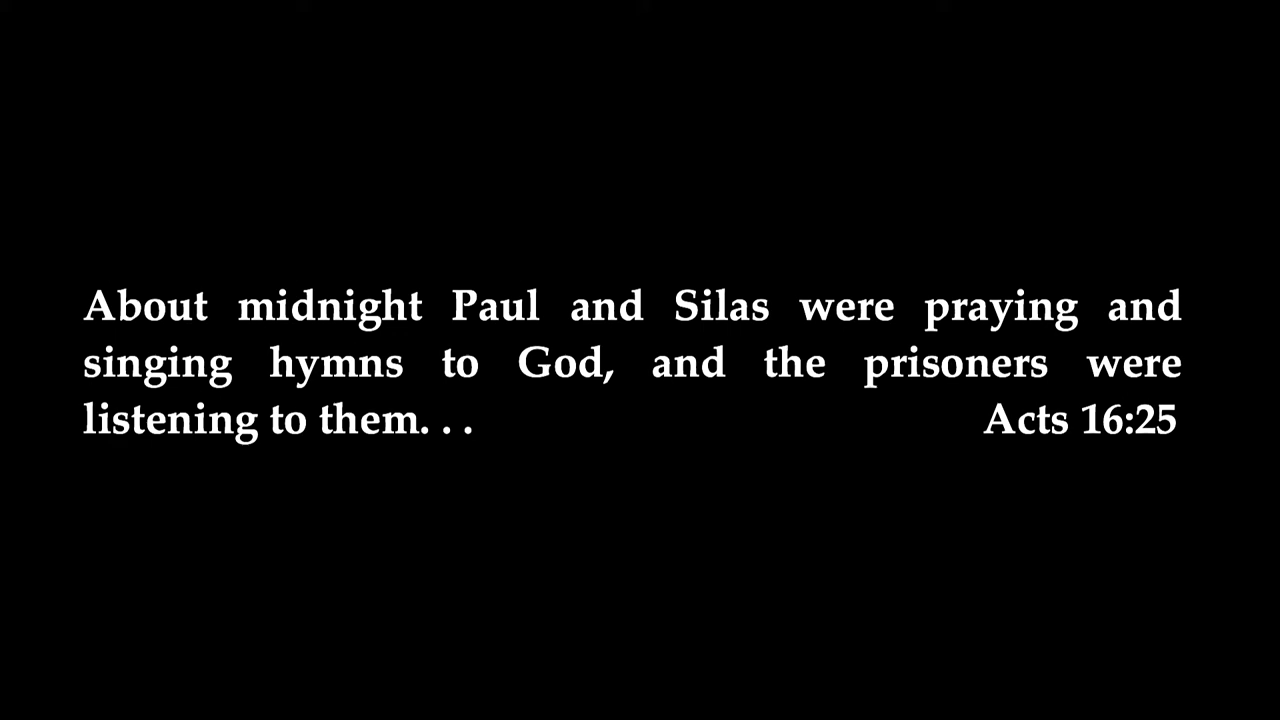 About midnight Paul and Silas were praying and
singing hymns to God, and the prisoners were
listening to them. . . Acts 16:25